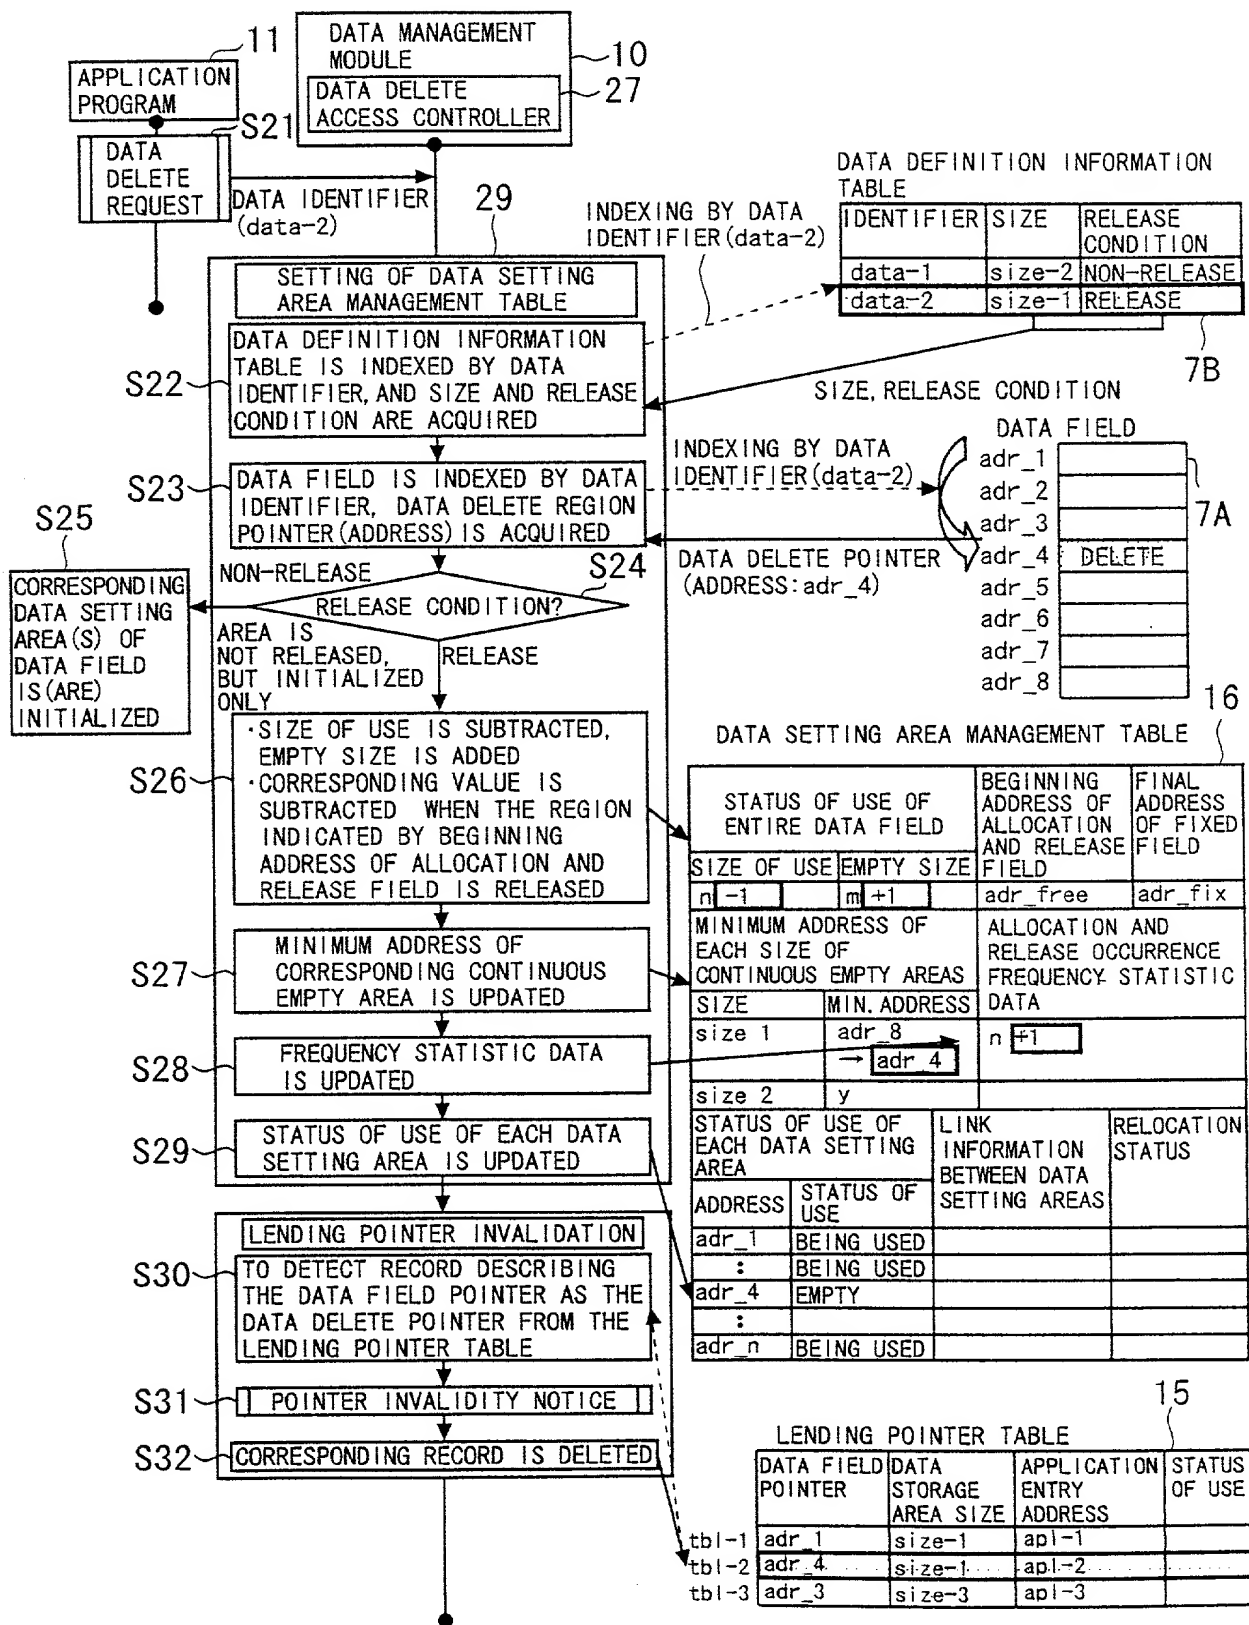 11
APPLICATION
PROGRAM
DATA MANAGEMENT
MODULE
10
DATA DELETE
ACCESS CONTROLLER
27
S21
DATA
DELETE
REQUEST
DATA IDENTIFIER
(data-2)
29
INDEXING BY DATA
IDENTIFIER(data-2)
DATA DEFINITION INFORMATION
TABLE
IDENTIFIER SIZE RELEASE
CONDITION
data-1 size-2 NON-RELEASE
data-2 size-1 RELEASE
7B
SETTING OF DATA SETTING
AREA MANAGEMENT TABLE
S22
DATA DEFINITION INFORMATION
TABLE IS INDEXED BY DATA
IDENTIFIER, AND SIZE AND RELEASE
CONDITION ARE ACQUIRED
SIZE, RELEASE CONDITION
S23
DATA FIELD IS INDEXED BY DATA
IDENTIFIER, DATA DELETE REGION
POINTER(ADDRESS) IS ACQUIRED
INDEXING BY DATA
IDENTIFIER(data-2)
DATA DELETE POINTER
(ADDRESS:adr_4)
DATA FIELD
adr_1
adr_2
adr_3
adr_4 DELETE
adr_5
adr_6
adr_7
adr_8
7A
S25
CORRESPONDING
DATA SETTING
AREA(S) OF
DATA FIELD
IS(ARE)
INITIALIZED
NON-RELEASE
S24
RELEASE CONDITION?
AREA IS
NOT RELEASED,
BUT INITIALIZED
ONLY
RELEASE
S26
·SIZE OF USE IS SUBTRACTED,
EMPTY SIZE IS ADDED
·CORRESPONDING VALUE IS
SUBTRACTED WHEN THE REGION
INDICATED BY BEGINNING
ADDRESS OF ALLOCATION AND
RELEASE FIELD IS RELEASED
S27
MINIMUM ADDRESS OF
CORRESPONDING CONTINUOUS
EMPTY AREA IS UPDATED
S28
FREQUENCY STATISTIC DATA
IS UPDATED
S29
STATUS OF USE OF EACH DATA
SETTING AREA IS UPDATED
16
DATA SETTING AREA MANAGEMENT TABLE
STATUS OF USE OF
ENTIRE DATA FIELD
BEGINNING
ADDRESS OF
ALLOCATION
AND RELEASE
FIELD
FINAL
ADDRESS
OF FIXED
FIELD
SIZE OF USE EMPTY SIZE
n -1 m +1 adr_free adr_fix
MINIMUM ADDRESS OF
EACH SIZE OF
CONTINUOUS EMPTY AREAS
ALLOCATION AND
RELEASE OCCURRENCE
FREQUENCY STATISTIC
DATA
SIZE MIN. ADDRESS
size 1 adr_8 n +1
→ adr_4
size 2 y
STATUS OF USE OF
EACH DATA SETTING
AREA
LINK
INFORMATION
BETWEEN DATA
SETTING AREAS
RELOCATION
STATUS
ADDRESS STATUS OF
USE
adr_1 BEING USED
: BEING USED
adr_4 EMPTY
:
adr_n BEING USED
LENDING POINTER INVALIDATION
S30
TO DETECT RECORD DESCRIBING
THE DATA FIELD POINTER AS THE
DATA DELETE POINTER FROM THE
LENDING POINTER TABLE
S31
POINTER INVALIDITY NOTICE
S32
CORRESPONDING RECORD IS DELETED
15
LENDING POINTER TABLE
DATA FIELD
POINTER
DATA
STORAGE
AREA SIZE
APPLICATION
ENTRY
ADDRESS
STATUS
OF USE
tbl-1 adr_1 size-1 apl-1
tbl-2 adr_4 size-1 apl-2
tbl-3 adr_3 size-3 apl-3